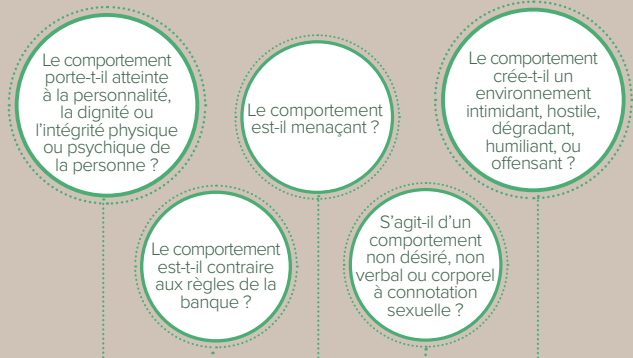 Le comportement
porte-t-il atteinte
à la personnalité,
la dignité ou
l'intégrité physique
ou psychique de
la personne ?
Le comportement
est-il menaçant ?
Le comportement
crée-t-il un
environnement
intimidant, hostile,
dégradant,
humiliant, ou
offensant ?
Le comportement
est-t-il contraire
aux règles de la
banque ?
S'agit-il d'un
comportement
non désiré, non
verbal ou corporel
à connotation
sexuelle ?